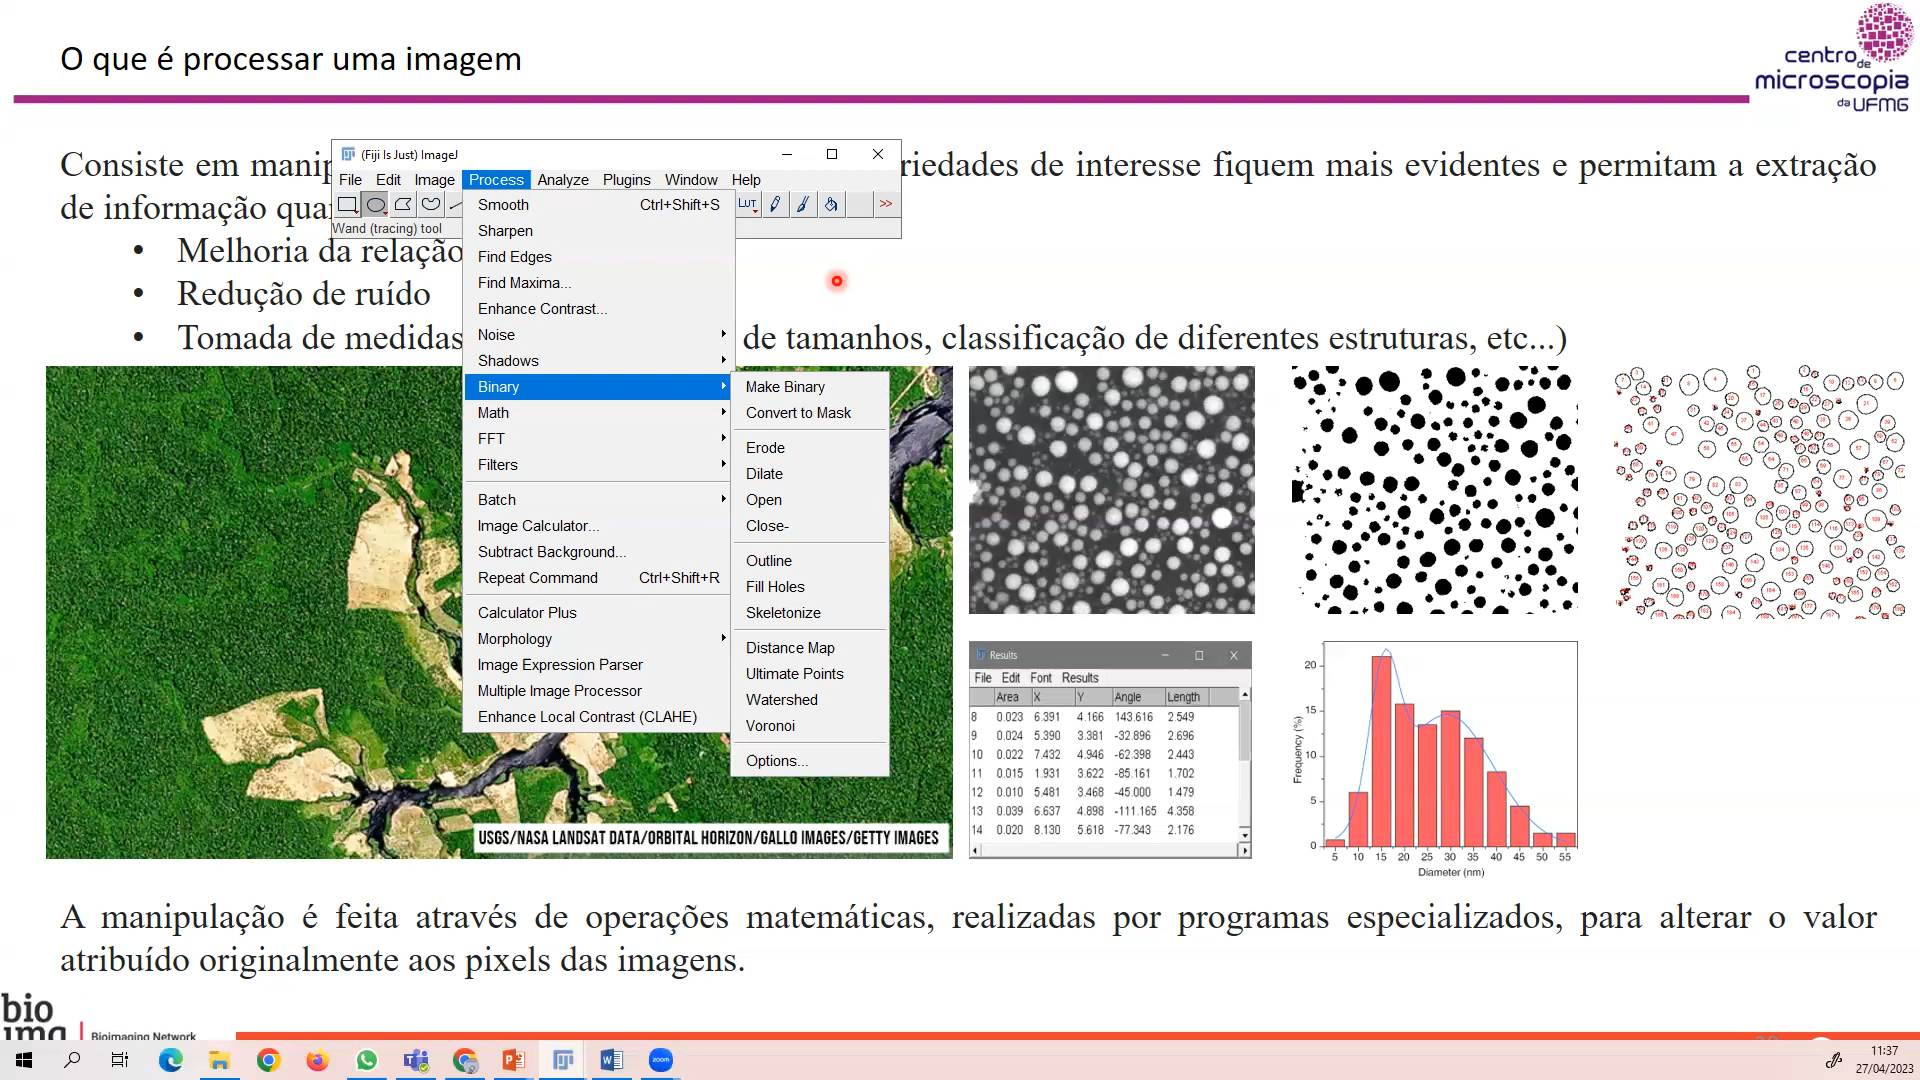 O que é processar uma imagem
centro de
microscopia
da UFMG
Consiste em manip
riedades de interesse fiquem mais evidentes e permitam a extração
de informação qua
• Melhoria da relação
• Redução de ruído
• Tomada de medidas
de tamanhos, classificação de diferentes estruturas, etc...)
(Fiji Is Just) ImageJ
File Edit Image Process Analyze Plugins Window Help
LUT >>
Wand (tracing) tool
Smooth Ctrl+Shift+S
Sharpen
Find Edges
Find Maxima...
Enhance Contrast...
Noise
Shadows
Binary
Math
FFT
Filters
Batch
Image Calculator...
Subtract Background...
Repeat Command Ctrl+Shift+R
Calculator Plus
Morphology
Image Expression Parser
Multiple Image Processor
Enhance Local Contrast (CLAHE)
Make Binary
Convert to Mask
Erode
Dilate
Open
Close-
Outline
Fill Holes
Skeletonize
Distance Map
Ultimate Points
Watershed
Voronoi
Options...
USGS/NASA LANDSAT DATA/ORBITAL HORIZON/GALLO IMAGES/GETTY IMAGES
Results
File Edit Font Results
Area X Y Angle Length
8 0.023 6.391 4.166 143.616 2.549
9 0.024 5.390 3.381 -32.896 2.696
10 0.022 7.432 4.946 -62.398 2.443
11 0.015 1.931 3.622 -85.161 1.702
12 0.010 5.481 3.468 -45.000 1.479
13 0.039 6.637 4.898 -111.165 4.358
14 0.020 8.130 5.618 -77.343 2.176
Frequency (%)
20
15
10
5
0
5 10 15 20 25 30 35 40 45 50 55
Diameter (nm)
A manipulação é feita através de operações matemáticas, realizadas por programas especializados, para alterar o valor
atribuído originalmente aos pixels das imagens.
bio
img
Bioimaging Network
zoom
11:37
27/04/2023